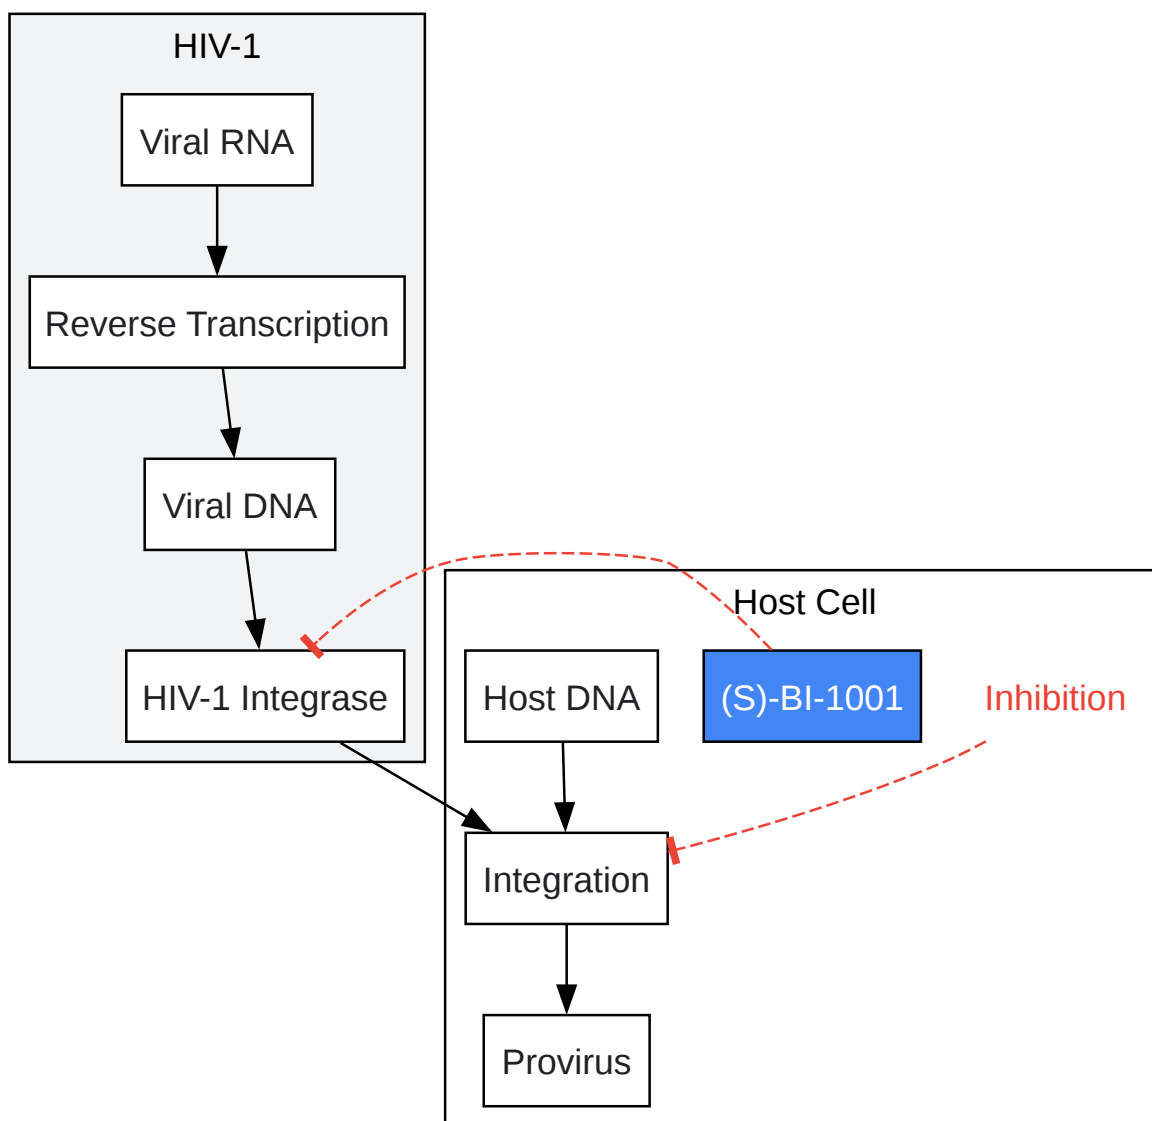 HIV-1
Viral RNA
Reverse Transcription
Viral DNA
HIV-1 Integrase
Host Cell
Host DNA
(S)-BI-1001
Inhibition
Integration
Provirus